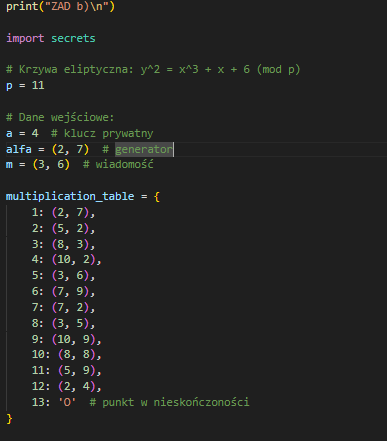 print("ZAD b)\n")
import secrets
# Krzywa eliptyczna: y^2 = x^3 + x + 6 (mod p)
p = 11
# Dane wejściowe:
a = 4  # klucz prywatny
alfa = (2, 7)  # generator
m = (3, 6)  # wiadomość
multiplication_table = {
    1: (2, 7),
    2: (5, 2),
    3: (8, 3),
    4: (10, 2),
    5: (3, 6),
    6: (7, 9),
    7: (7, 2),
    8: (3, 5),
    9: (10, 9),
    10: (8, 8),
    11: (5, 9),
    12: (2, 4),
    13: 'O'  # punkt w nieskończoności
}